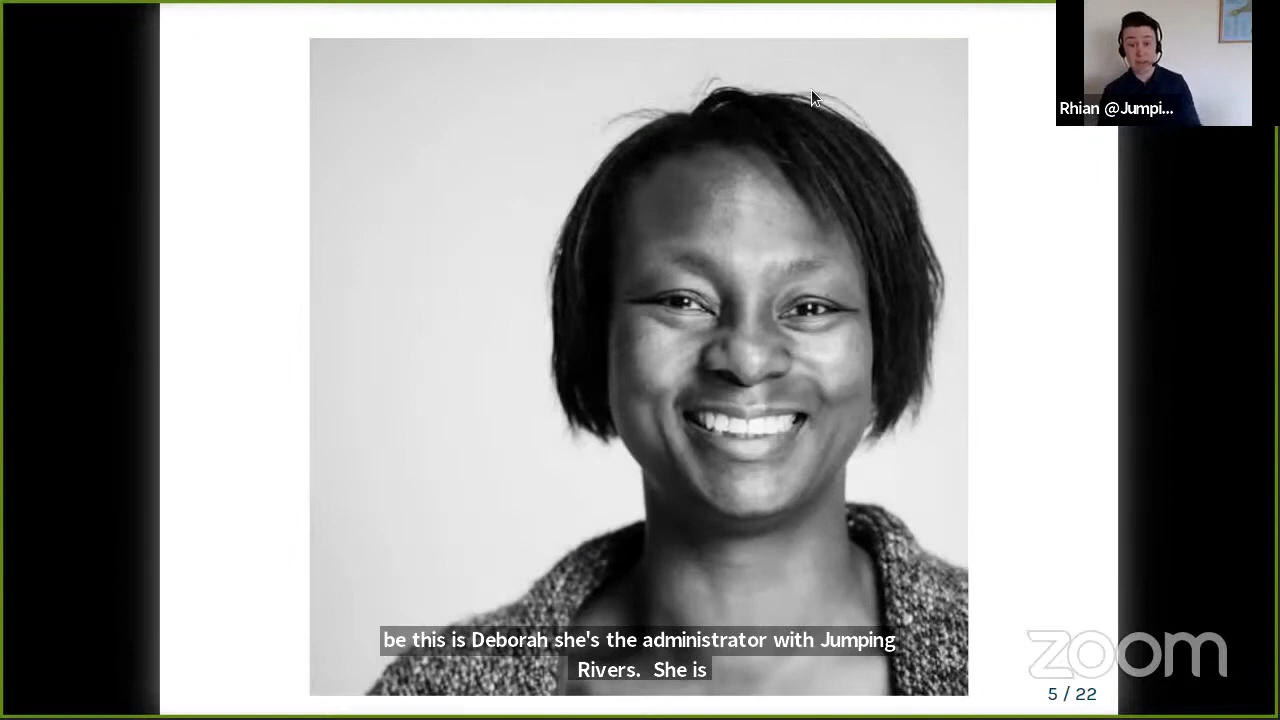 Rhian @Jumpi...
be this is Deborah she's the administrator with Jumping
Rivers. She is
zoom
5 / 22